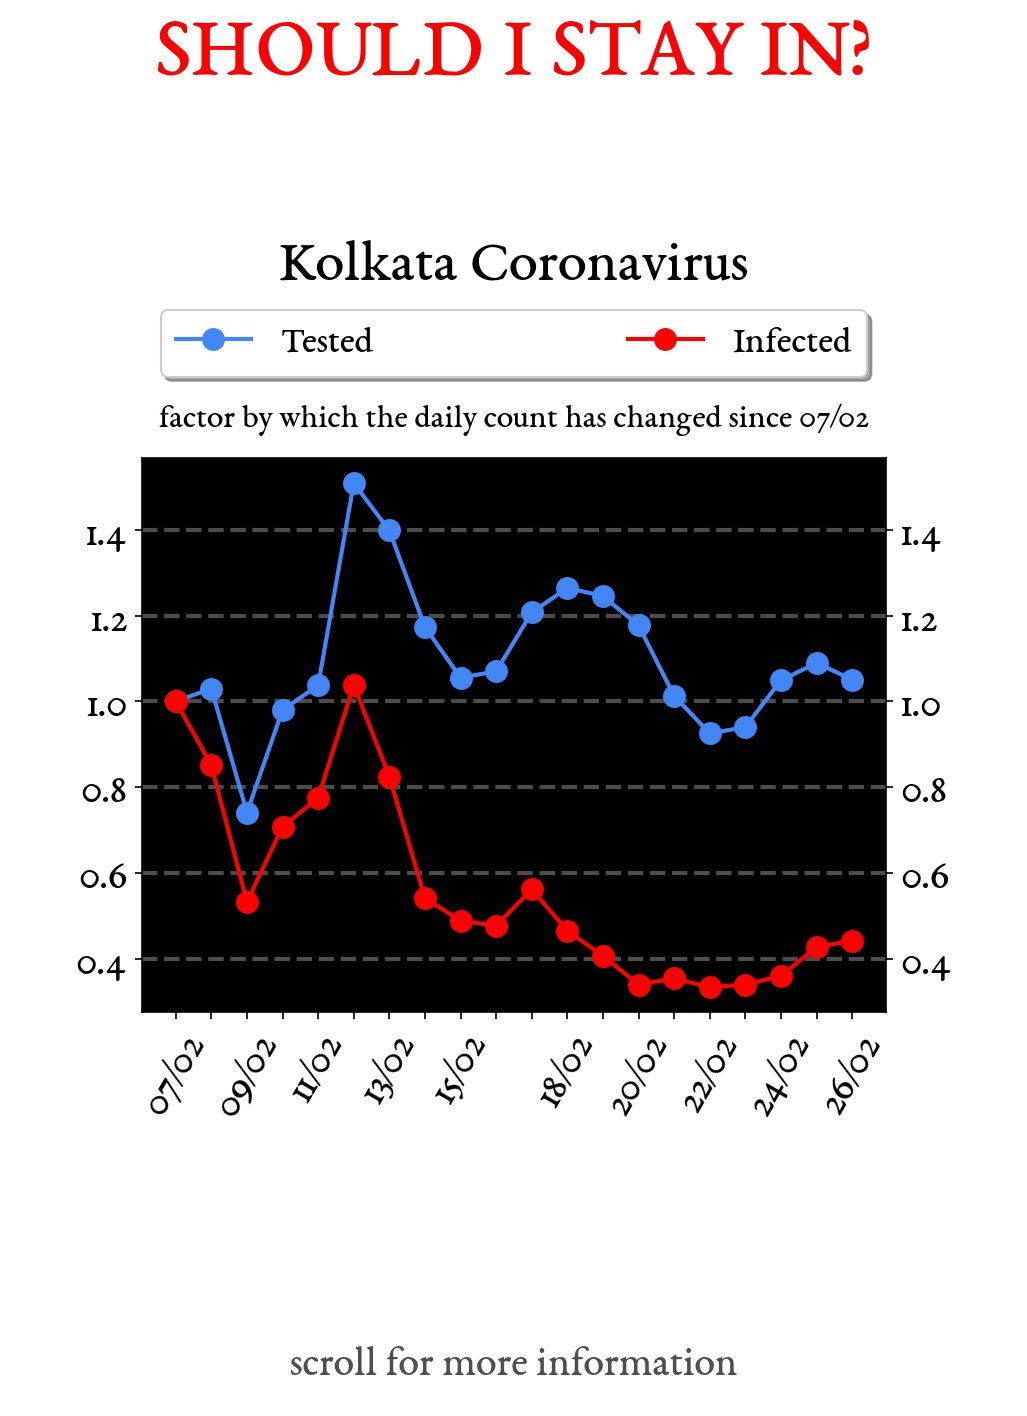 SHOULD I STAY IN?
Kolkata Coronavirus
Tested Infected
factor by which the daily count has changed since 07/02
1.4 1.4
1.2 1.2
1.0 1.0
0.8 0.8
0.6 0.6
0.4 0.4
07/02 09/02 11/02 13/02 15/02 18/02 20/02 22/02 24/02 26/02
scroll for more information